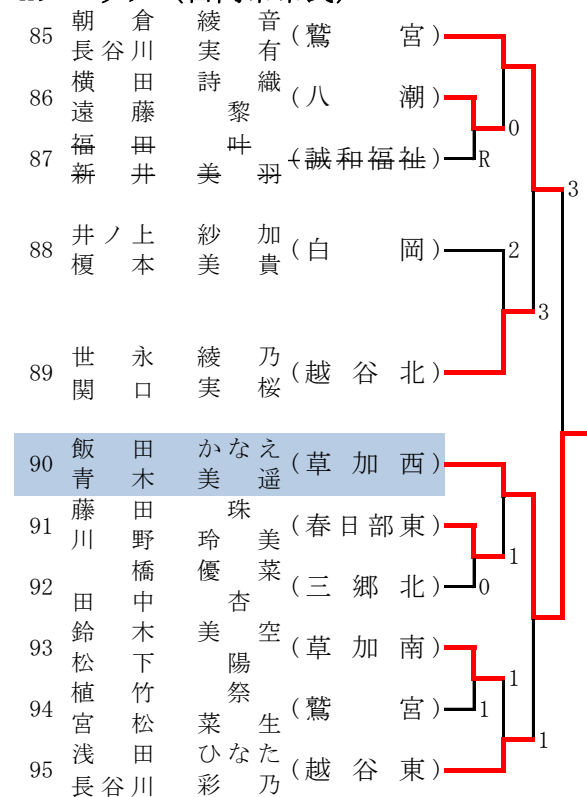 85 朝倉綾音 (鷲宮)
長谷川実有
86 横田詩織 (八潮)
遠藤黎
0
87 福田叶 (誠和福祉)
新井美羽
R
3
88 井ノ上紗加 (白岡)
榎本美貴
2
3
89 世永綾乃 (越谷北)
関口実桜
90 飯田かなえ (草加西)
青木美遥
91 藤田珠 (春日部東)
川野玲美
1
92 橋優菜 (三郷北)
田中杏
0
93 鈴木美空 (草加南)
松下陽
1
94 植竹祭 (鷲宮)
宮松菜生
1
1
95 浅田ひなた (越谷東)
長谷川彩乃